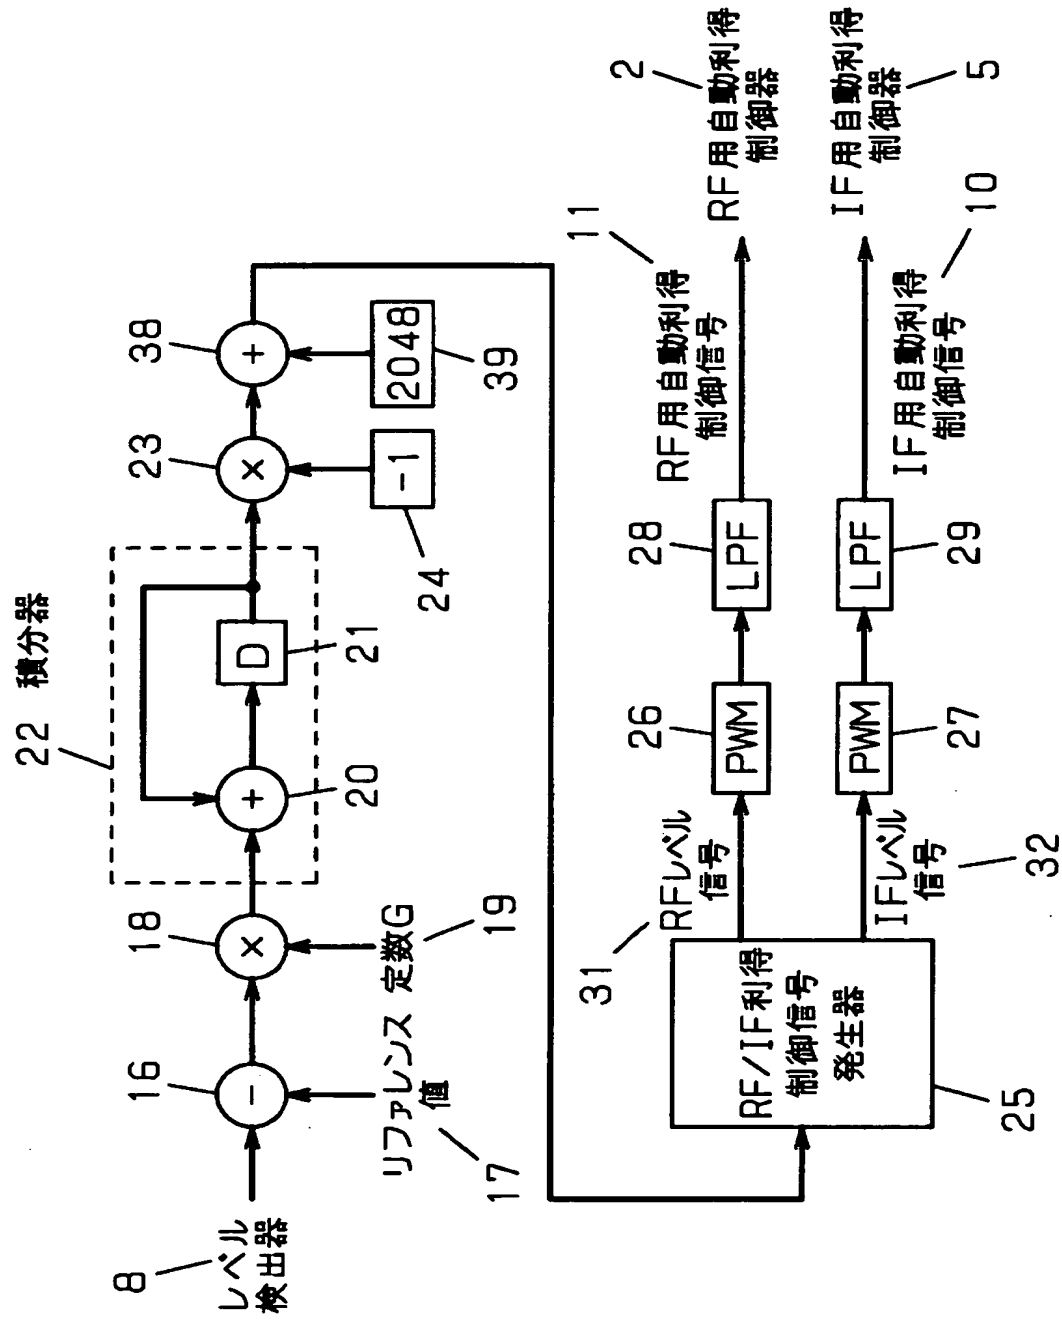 22 積分器
8
レベル
検出器
16
−
リファレンス
値
17
18
×
定数G
19
+
20
D
21
23
×
-1
24
38
+
2048
39
RF/IF利得
制御信号
発生器
25
31
RFレベル
信号
IFレベル
信号
32
26
PWM
PWM
27
28
LPF
LPF
29
11
RF用自動利得
制御信号
IF用自動利得
制御信号
10
2
RF用自動利得
制御器
IF用自動利得
制御器
5